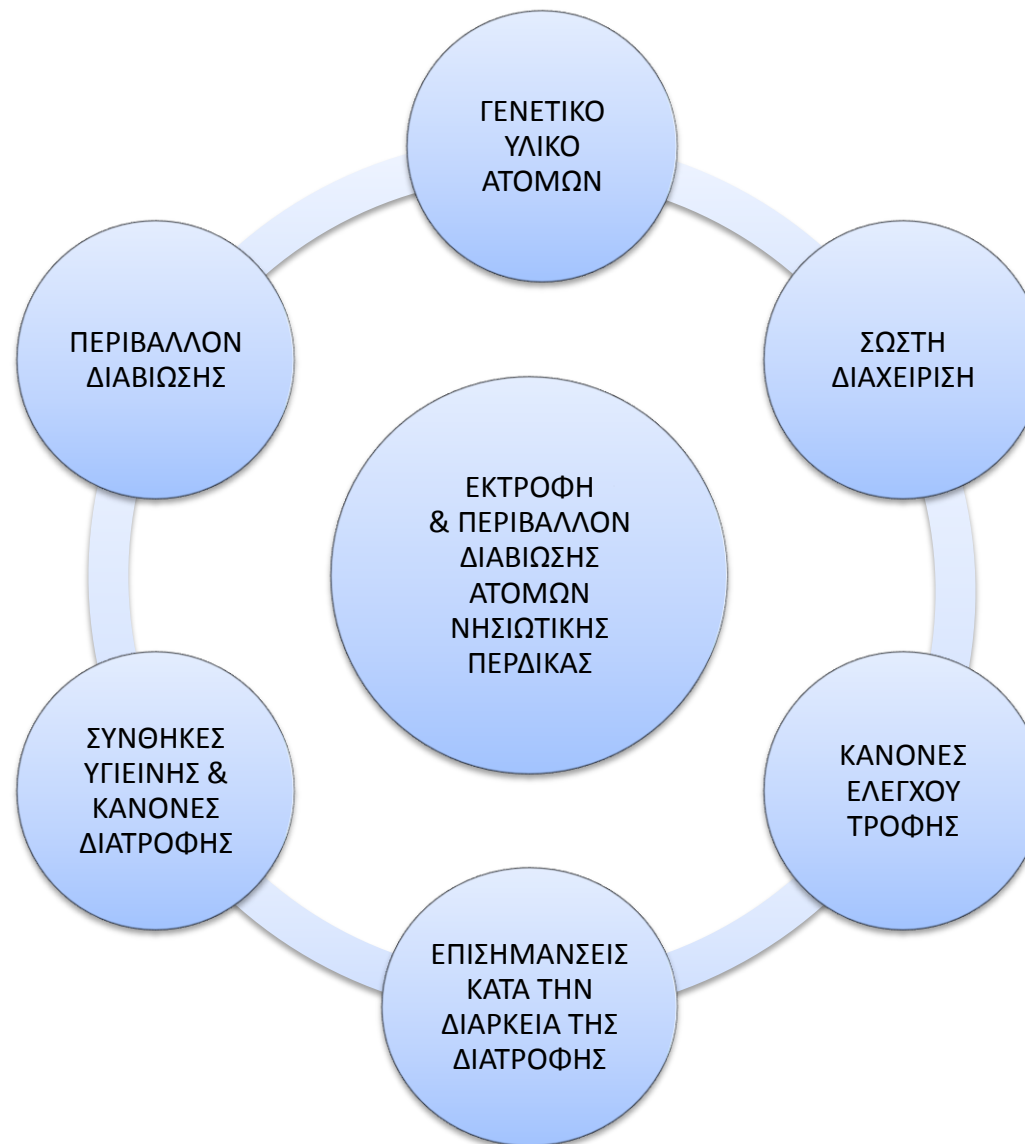 ΓΕΝΕΤΙΚΟ
ΥΛΙΚΟ
ΑΤΟΜΩΝ
ΣΩΣΤΗ
ΔΙΑΧΕΙΡΙΣΗ
ΚΑΝΟΝΕΣ
ΕΛΕΓΧΟΥ
ΤΡΟΦΗΣ
ΕΠΙΣΗΜΑΝΣΕΙΣ
ΚΑΤΑ ΤΗΝ
ΔΙΑΡΚΕΙΑ ΤΗΣ
ΔΙΑΤΡΟΦΗΣ
ΣΥΝΘΗΚΕΣ
ΥΓΙΕΙΝΗΣ &
ΚΑΝΟΝΕΣ
ΔΙΑΤΡΟΦΗΣ
ΠΕΡΙΒΑΛΛΟΝ
ΔΙΑΒΙΩΣΗΣ
ΕΚΤΡΟΦΗ
& ΠΕΡΙΒΑΛΛΟΝ
ΔΙΑΒΙΩΣΗΣ
ΑΤΟΜΩΝ
ΝΗΣΙΩΤΙΚΗΣ
ΠΕΡΔΙΚΑΣ